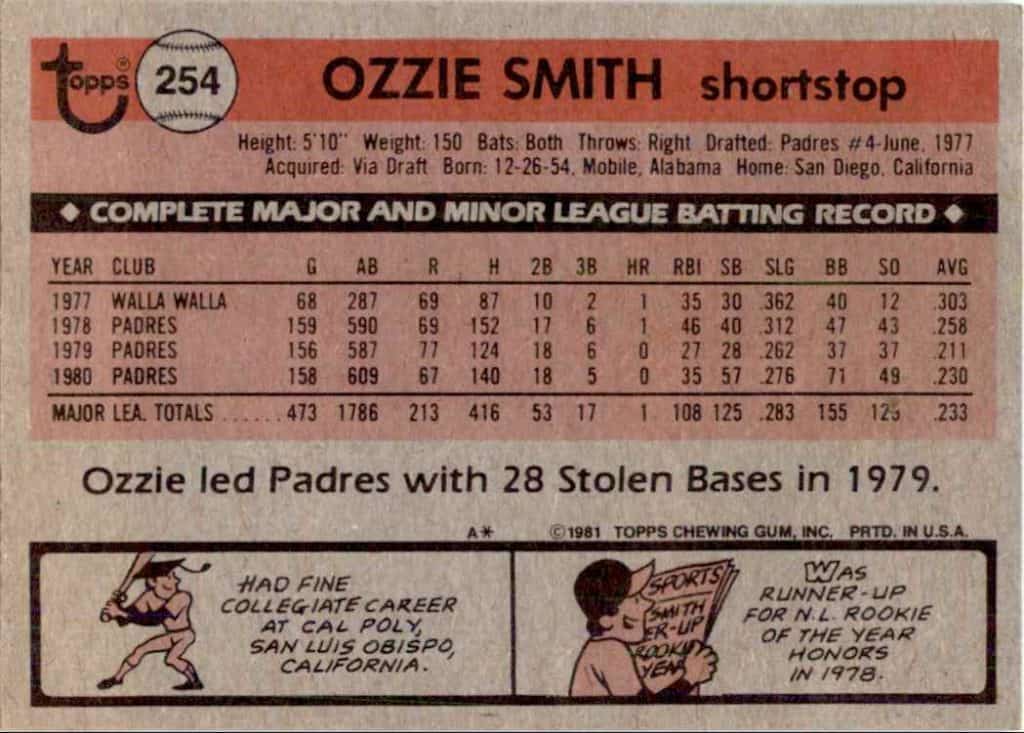 topps® 254 OZZIE SMITH shortstop
Height: 5'10" Weight: 150 Bats: Both Throws: Right Drafted: Padres #4-June, 1977
Acquired: Via Draft Born: 12-26-54, Mobile, Alabama Home: San Diego, California
◆ COMPLETE MAJOR AND MINOR LEAGUE BATTING RECORD ◆
YEAR CLUB G AB R H 2B 3B HR RBI SB SLG BB SO AVG
1977 WALLA WALLA 68 287 69 87 10 2 1 35 30 .362 40 12 .303
1978 PADRES 159 590 69 152 17 6 1 46 40 .312 47 43 .258
1979 PADRES 156 587 77 124 18 6 0 27 28 .262 37 37 .211
1980 PADRES 158 609 67 140 18 5 0 35 57 .276 71 49 .230
MAJOR LEA. TOTALS ......473 1786 213 416 53 17 1 108 125 .283 155 129 .233
Ozzie led Padres with 28 Stolen Bases in 1979.
A* ©1981 TOPPS CHEWING GUM, INC. PRTD. IN U.S.A.
HAD FINE
COLLEGIATE CAREER
AT CAL POLY,
SAN LUIS OBISPO,
CALIFORNIA.
SPORTS
SMITH
ER-UP
ROOKI
YEAR
WAS
RUNNER-UP
FOR N.L. ROOKIE
OF THE YEAR
HONORS
IN 1978.